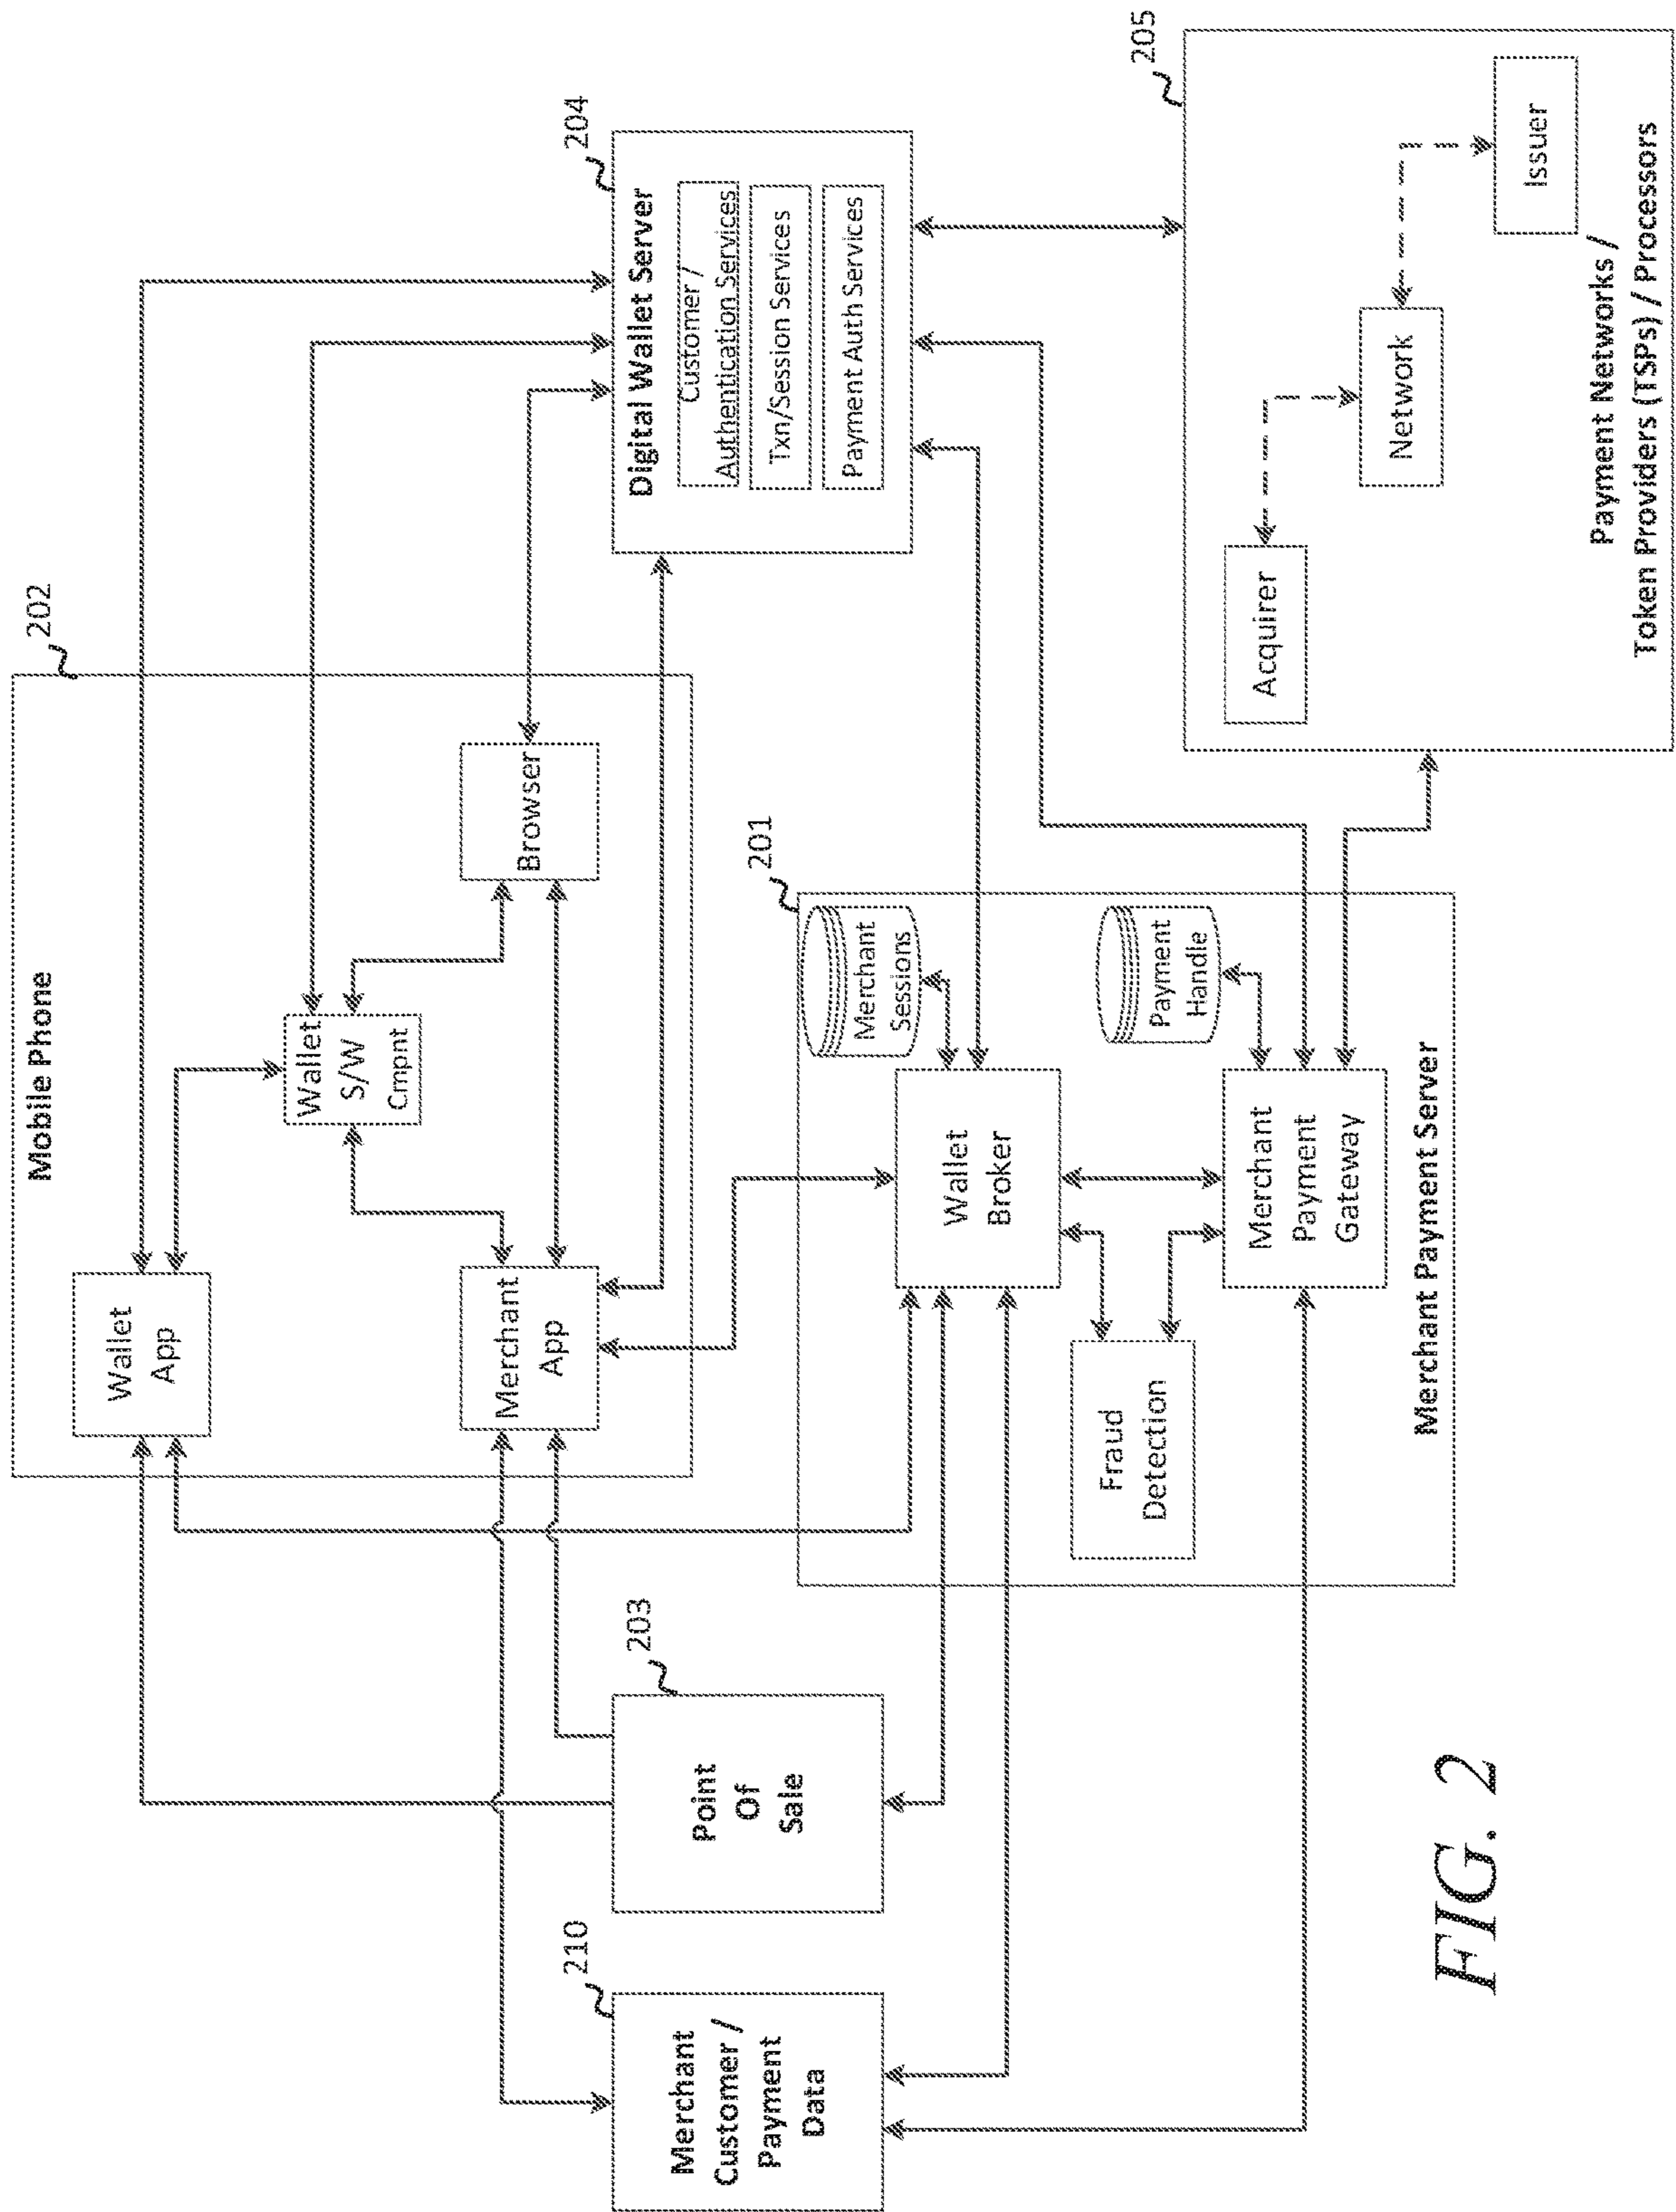 202
Mobile Phone
Wallet
App
Wallet
S/W
Cmpnt
Merchant
App
Browser
204
Digital Wallet Server
Customer /
Authentication Services
Txn/Session Services
Payment Auth Services
210
Merchant
Customer /
Payment
Data
203
Point
Of
Sale
201
Wallet
Broker
Merchant
Sessions
Fraud
Detection
Merchant
Payment
Gateway
Payment
Handle
Merchant Payment Server
205
Acquirer
Network
Issuer
Payment Networks /
Token Providers (TSPs) / Processors
FIG. 2